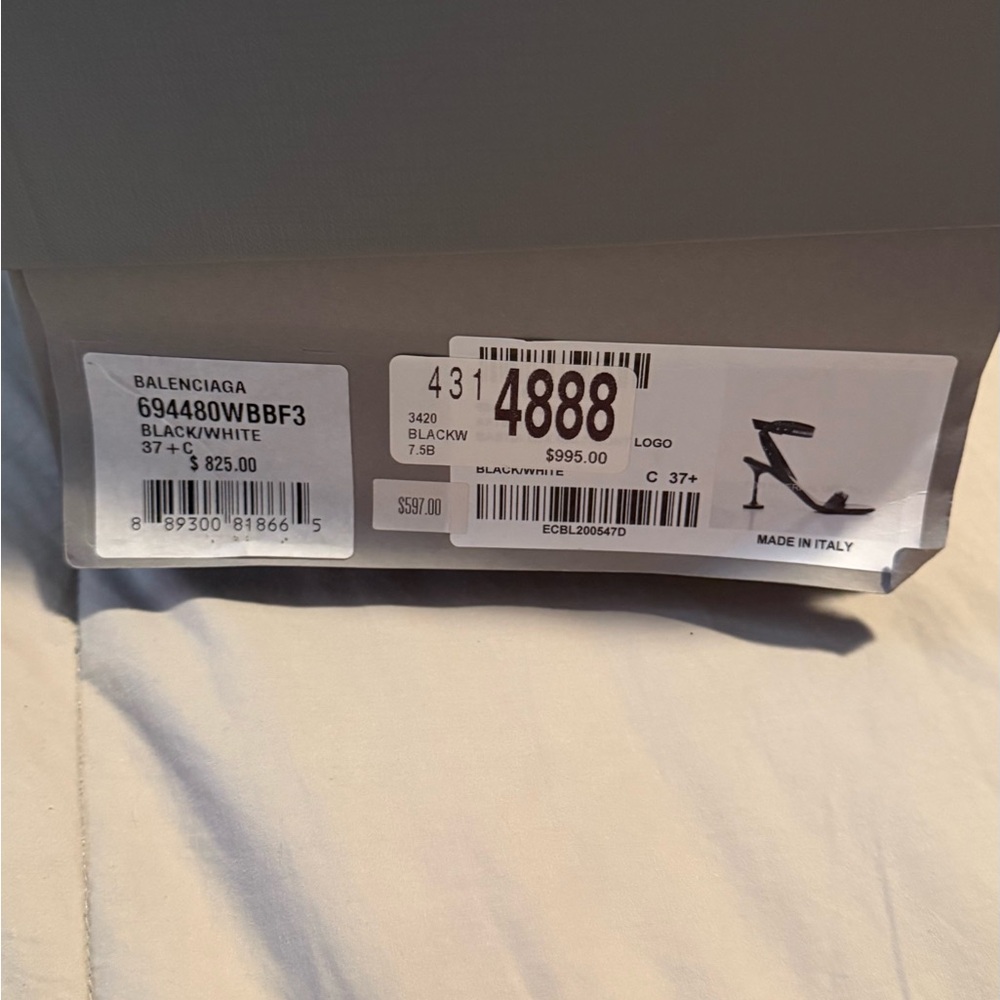 BALENCIAGA
694480WBBF3
BLACK/WHITE
37+C
$ 825.00
8 89300 81866 5
431 4888
3420
BLACKW
7.5B
$995.00
$597.00
LOGO
BLACK/WHITE
C 37+
ECBL200547D
MADE IN ITALY